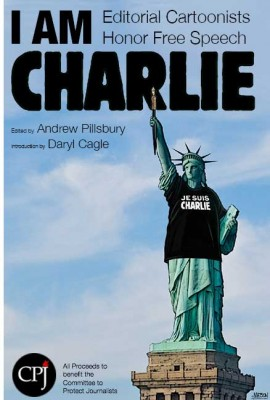 I AM
Editorial Cartoonists
Honor Free Speech
CHARLIE
Edited by Andrew Pillsbury
Introduction by Daryl Cagle
JE SUIS
CHARLIE
CPJ
All Proceeds to
benefit the
Committee to
Protect Journalists